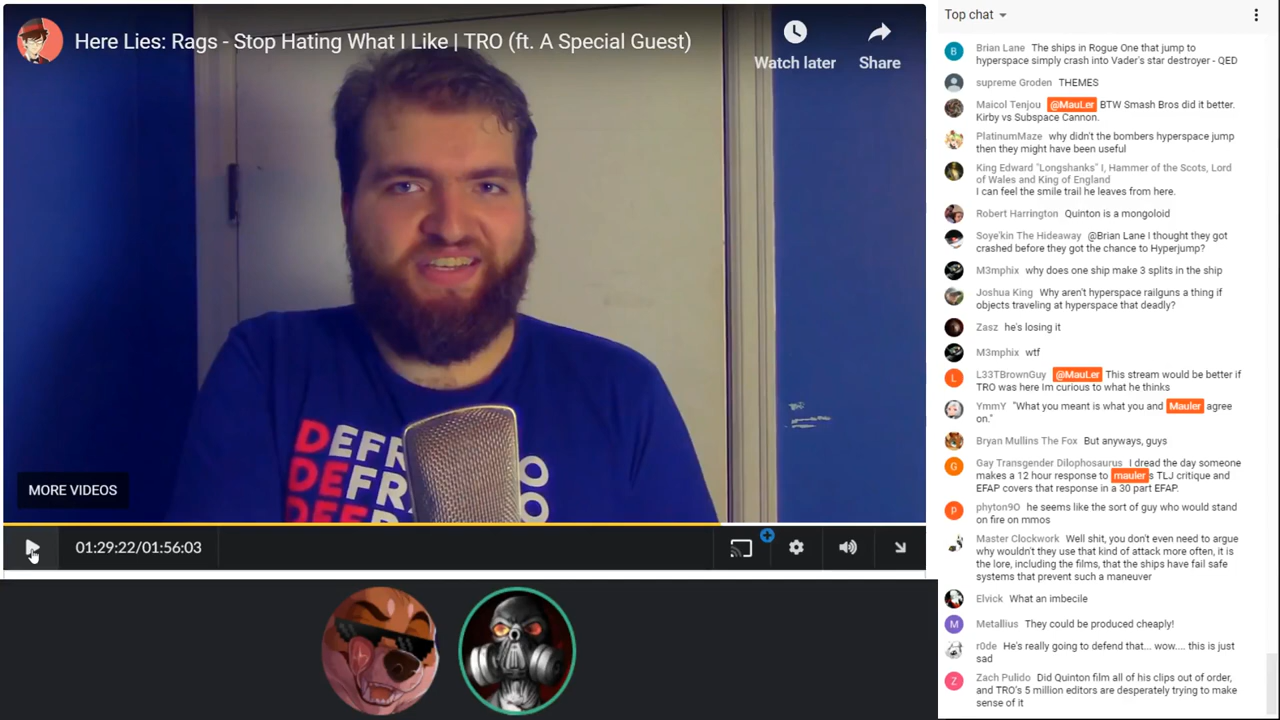 Here Lies: Rags - Stop Hating What I Like | TRO (ft. A Special Guest)
Watch later
Share
DEFR
DEFRA
DEFRA
DEF
MORE VIDEOS
01:29:22/01:56:03
Top chat
B
Brian Lane The ships in Rogue One that jump to
hyperspace simply crash into Vader's star destroyer - QED
supreme Groden THEMES
Maicol Tenjou @MauLer BTW Smash Bros did it better.
Kirby vs Subspace Cannon.
PlatinumMaze why didn't the bombers hyperspace jump
then they might have been useful
King Edward "Longshanks" I, Hammer of the Scots, Lord
of Wales and King of England
I can feel the smile trail he leaves from here.
Robert Harrington Quinton is a mongoloid
Soye'kin The Hideaway @Brian Lane I thought they got
crashed before they got the chance to Hyperjump?
M3mphix why does one ship make 3 splits in the ship
Joshua King Why aren't hyperspace railguns a thing if
objects traveling at hyperspace that deadly?
Zasz he's losing it
M3mphix wtf
L
L33TBrownGuy @MauLer This stream would be better if
TRO was here Im curious to what he thinks
YmmY "What you meant is what you and Mauler agree
on."
Bryan Mullins The Fox But anyways, guys
G
Gay Transgender Dilophosaurus I dread the day someone
makes a 12 hour response to mauler's TLJ critique and
EFAP covers that response in a 30 part EFAP.
p
phyton9O he seems like the sort of guy who would stand
on fire on mmos
Master Clockwork Well shit, you don't even need to argue
why wouldn't they use that kind of attack more often, it is
the lore, including the films, that the ships have fail safe
systems that prevent such a maneuver
Elvick What an imbecile
M
Metallius They could be produced cheaply!
r0de He's really going to defend that... wow.... this is just
sad
Z
Zach Pulido Did Quinton film all of his clips out of order,
and TRO's 5 million editors are desperately trying to make
sense of it